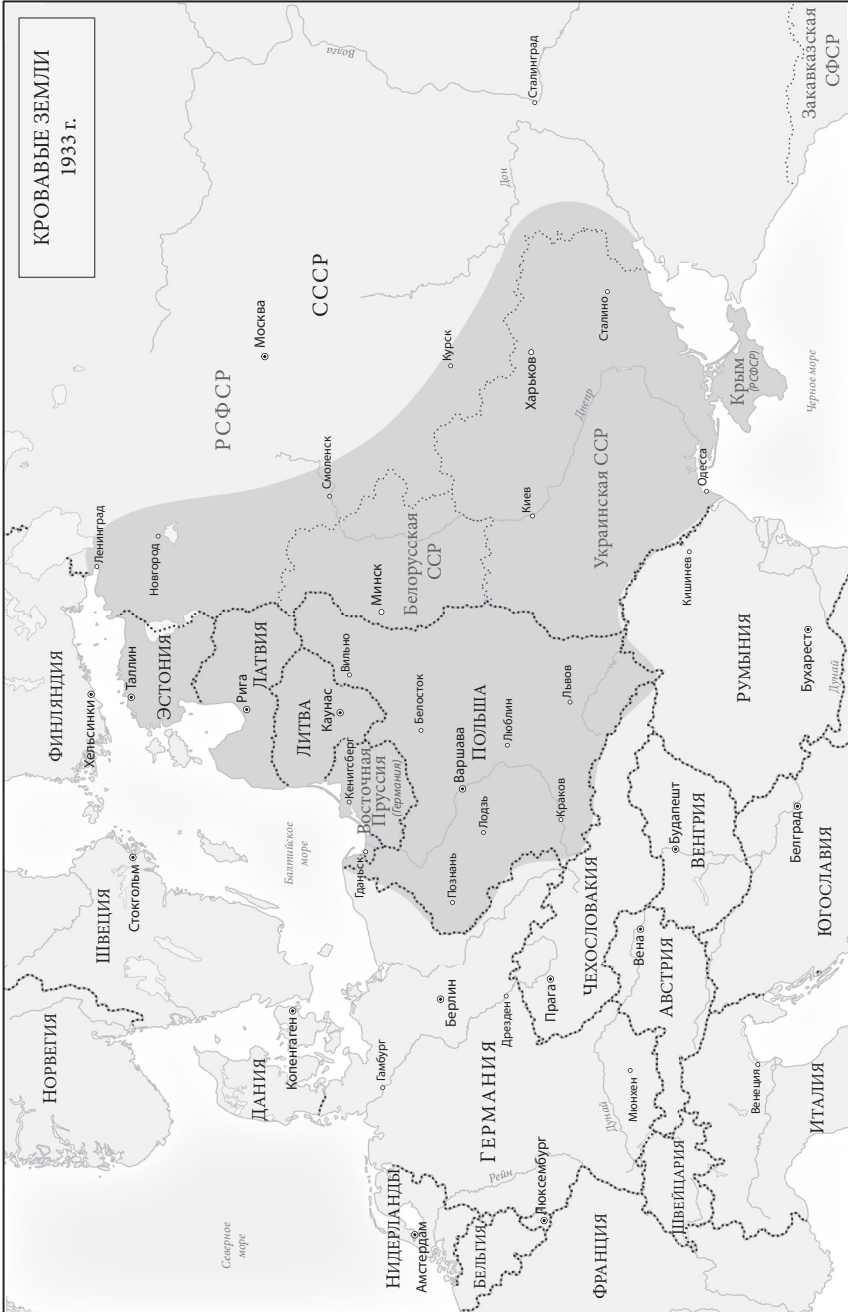 КРОВАВЫЕ ЗЕМЛИ
1933 г.
НОРВЕГИЯ
ШВЕЦИЯ
Стокгольм
ФИНЛЯНДИЯ
Хельсинки
Ленинград
Новгород
Таллин
ЭСТОНИЯ
Северное
море
ДАНИЯ
Копенгаген
Балтийское
море
Рига
ЛАТВИЯ
РСФСР
Москва
СССР
Волга
ЛИТВА
Каунас
Вильно
Смоленск
Кенигсберг
Восточная
Пруссия
(Германия)
Гданьск
Гамбург
НИДЕРЛАНДЫ
Амстердам
Минск
Белорусская
ССР
Белосток
Курск
Берлин
Познань
Варшава
ПОЛЬША
Лодзь
Люблин
БЕЛЬГИЯ
ГЕРМАНИЯ
Рейн
Дрезден
Дон
Сталинград
Люксембург
Прага
Киев
Харьков
Краков
Львов
Днепр
ФРАНЦИЯ
Дунай
ЧЕХОСЛОВАКИЯ
Украинская ССР
Сталино
Мюнхен
Вена
АВСТРИЯ
Будапешт
ВЕНГРИЯ
ШВЕЙЦАРИЯ
Кишинев
Одесса
Крым
(РСФСР)
Венеция
ИТАЛИЯ
ЮГОСЛАВИЯ
Белград
РУМЫНИЯ
Бухарест
Дунай
Черное море
Закавказская
СФСР